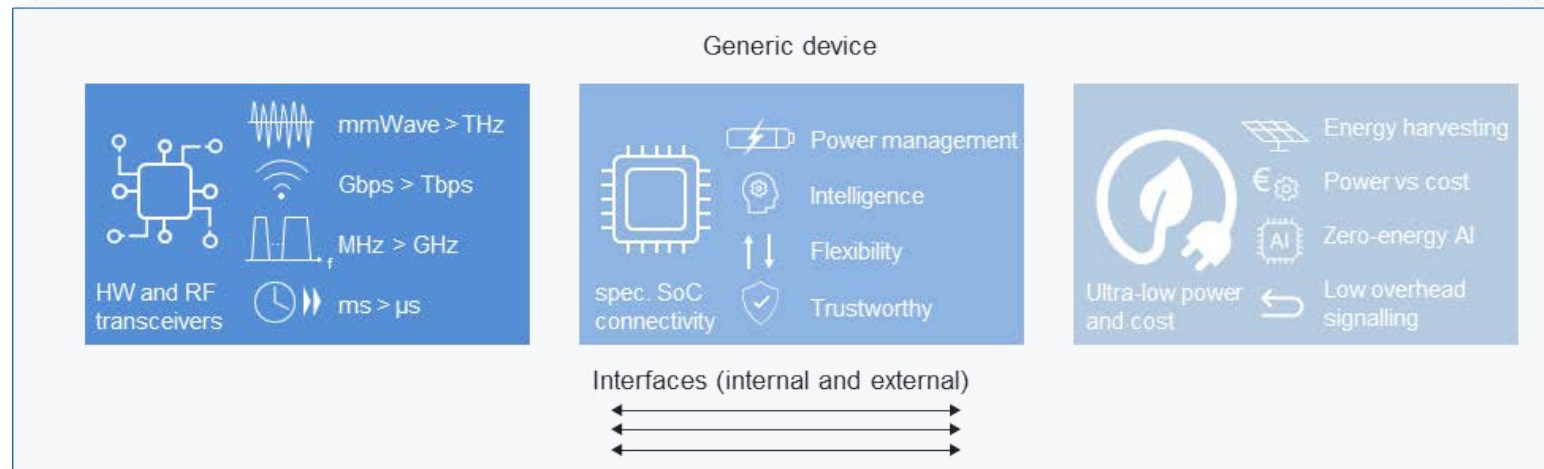 Generic device
mmWave > THz
Gbps > Tbps
MHz > GHz
f
ms > µs
HW and RF
transceivers
Power management
Intelligence
Flexibility
Trustworthy
spec. SoC
connectivity
Energy harvesting
€
Power vs cost
AI
Zero-energy AI
Low overhead
signalling
Ultra-low power
and cost
Interfaces (internal and external)